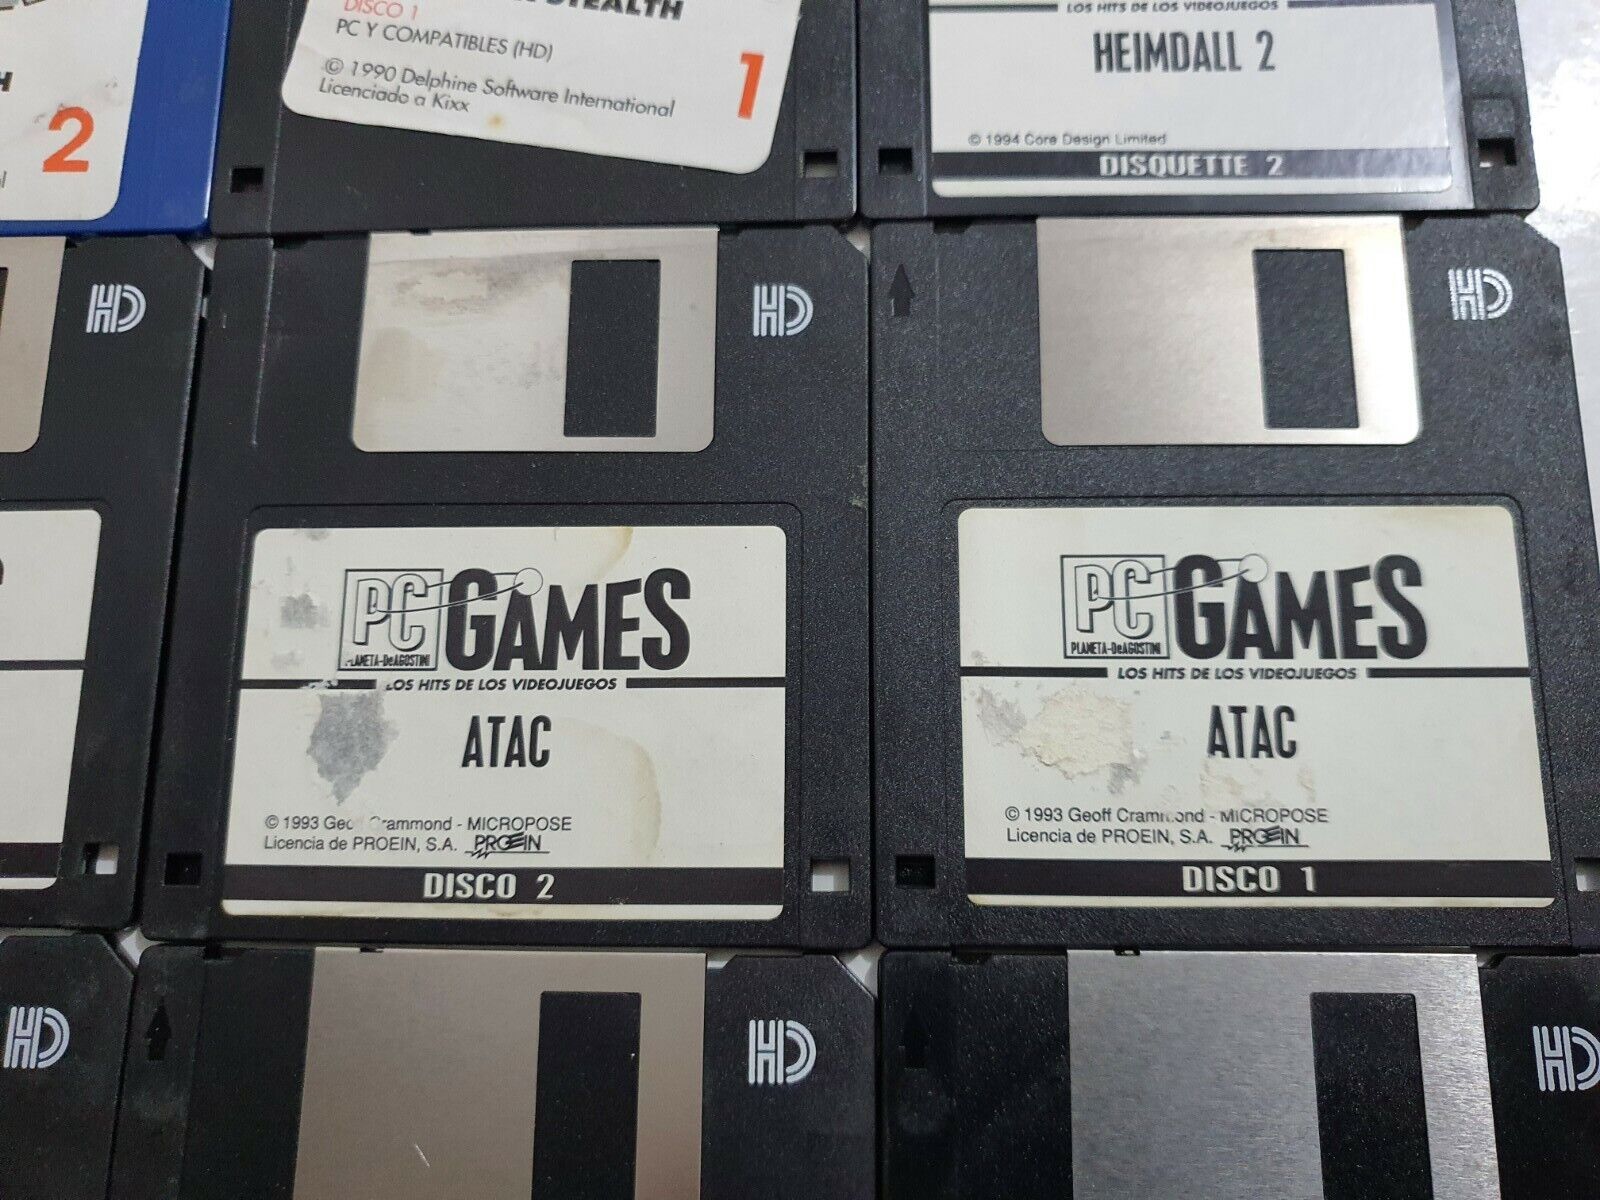 2
STEALTH
DISCO 1
PC Y COMPATIBLES (HD)
© 1990 Delphine Software International
Licenciado a Kixx
1
LOS HITS DE LOS VIDEOJUEGOS
HEIMDALL 2
© 1994 Core Design Limited
DISQUETTE 2
HD
HD
HD
PC GAMES
PLANETA-DeAGOSTINI
LOS HITS DE LOS VIDEOJUEGOS
ATAC
© 1993 Geoff Crammond - MICROPOSE
Licencia de PROEIN, S.A. PROEIN
DISCO 2
PC GAMES
PLANETA-DeAGOSTINI
LOS HITS DE LOS VIDEOJUEGOS
ATAC
© 1993 Geoff Crammond - MICROPOSE
Licencia de PROEIN, S.A. PROEIN
DISCO 1
HD
HD
HD